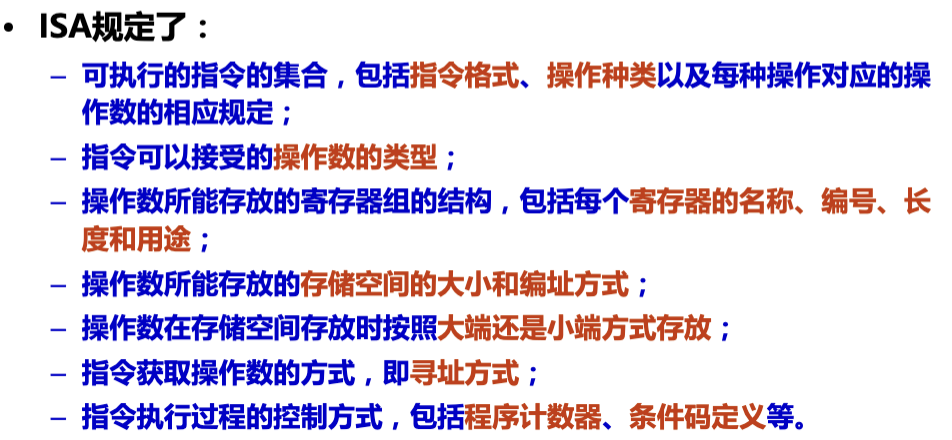 • ISA规定了：
– 可执行的指令的集合，包括指令格式、操作种类以及每种操作对应的操
作数的相应规定；
– 指令可以接受的操作数的类型；
– 操作数所能存放的寄存器组的结构，包括每个寄存器的名称、编号、长
度和用途；
– 操作数所能存放的存储空间的大小和编址方式；
– 操作数在存储空间存放时按照大端还是小端方式存放；
– 指令获取操作数的方式，即寻址方式；
– 指令执行过程的控制方式，包括程序计数器、条件码定义等。